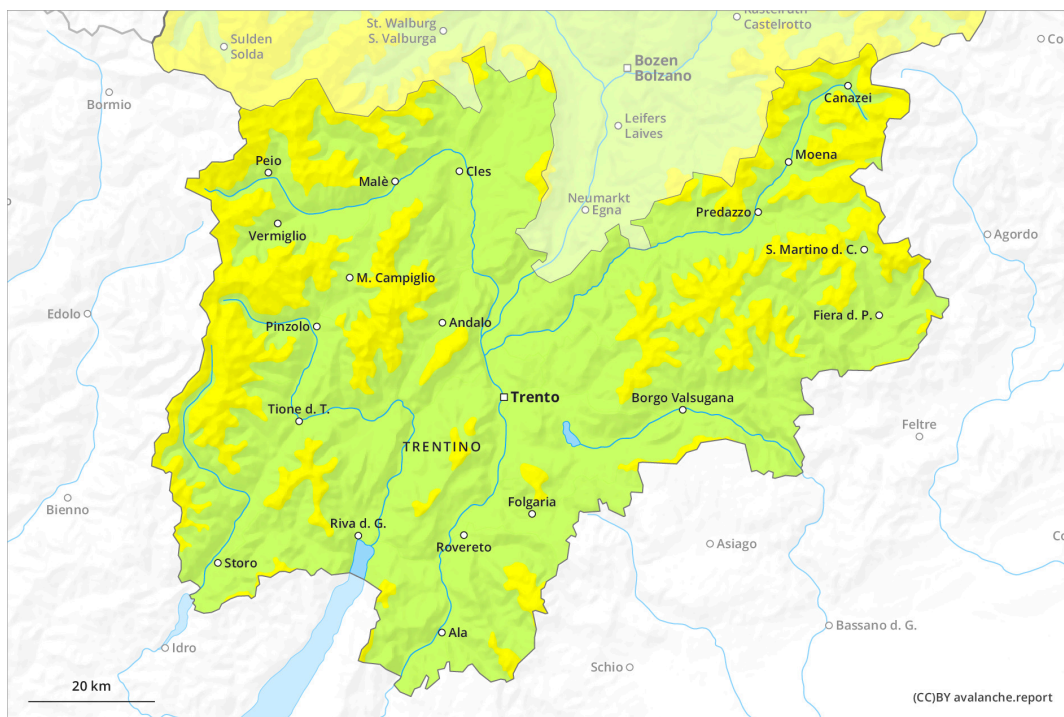 St. Walburg
S. Valburga
Castelrotto
Sulden
Solda
Bozen
Bolzano
Bormio
Canazei
Leifers
Laives
Moena
Peio
Malè
Cles
Neumarkt
Egna
Predazzo
Vermiglio
Agordo
S. Martino d. C.
M. Campiglio
Edolo
Pinzolo
Andalo
Fiera d. P.
Trento
Borgo Valsugana
Tione d. T.
Feltre
TRENTINO
Bienno
Folgaria
Riva d. G.
Rovereto
Asiago
Storo
Bassano d. G.
Ala
Idro
Schio
20 km
(CC)BY avalanche.report